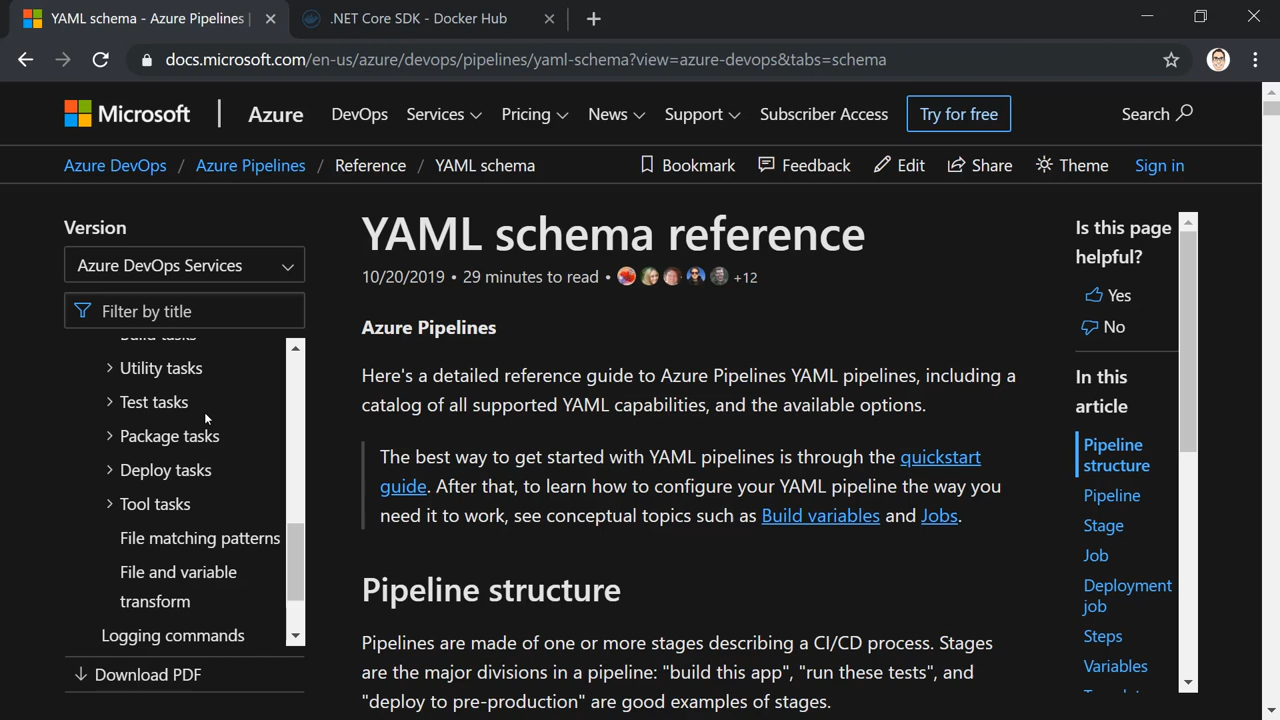 YAML schema - Azure Pipelines |
.NET Core SDK - Docker Hub
docs.microsoft.com/en-us/azure/devops/pipelines/yaml-schema?view=azure-devops&tabs=schema
Microsoft
Azure
DevOps
Services
Pricing
News
Support
Subscriber Access
Try for free
Search
Azure DevOps / Azure Pipelines / Reference / YAML schema
Bookmark
Feedback
Edit
Share
Theme
Sign in
Version
Azure DevOps Services
Filter by title
Build tasks
Utility tasks
Test tasks
Package tasks
Deploy tasks
Tool tasks
File matching patterns
File and variable
transform
Logging commands
Download PDF
YAML schema reference
10/20/2019 • 29 minutes to read • +12
Azure Pipelines
Here's a detailed reference guide to Azure Pipelines YAML pipelines, including a
catalog of all supported YAML capabilities, and the available options.
The best way to get started with YAML pipelines is through the quickstart
guide. After that, to learn how to configure your YAML pipeline the way you
need it to work, see conceptual topics such as Build variables and Jobs.
Pipeline structure
Pipelines are made of one or more stages describing a CI/CD process. Stages
are the major divisions in a pipeline: "build this app", "run these tests", and
"deploy to pre-production" are good examples of stages.
Is this page
helpful?
Yes
No
In this
article
Pipeline
structure
Pipeline
Stage
Job
Deployment
job
Steps
Variables